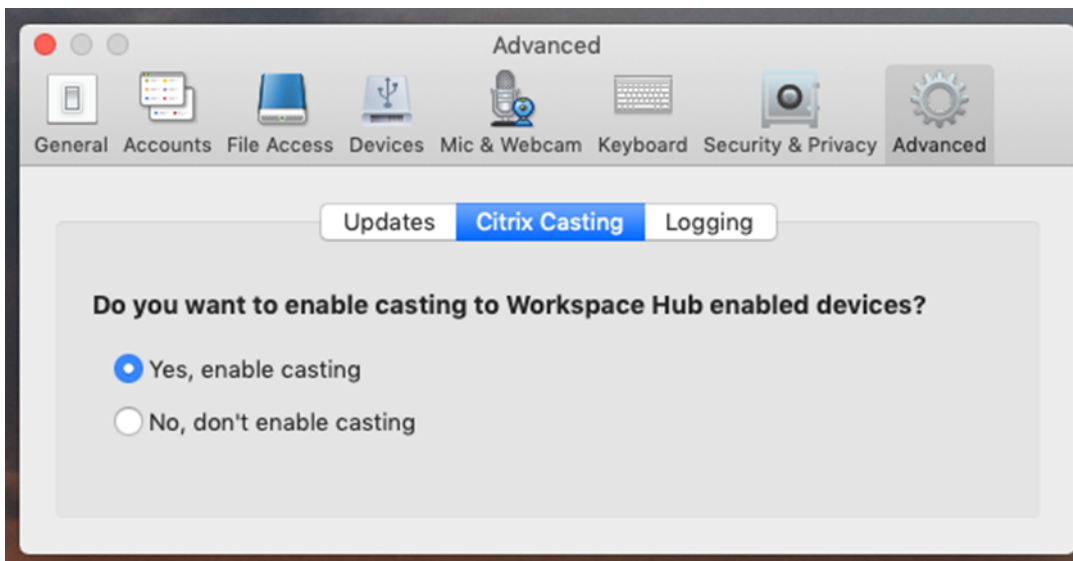 Advanced
General Accounts File Access Devices Mic & Webcam Keyboard Security & Privacy Advanced
Updates Citrix Casting Logging
Do you want to enable casting to Workspace Hub enabled devices?
Yes, enable casting
No, don't enable casting